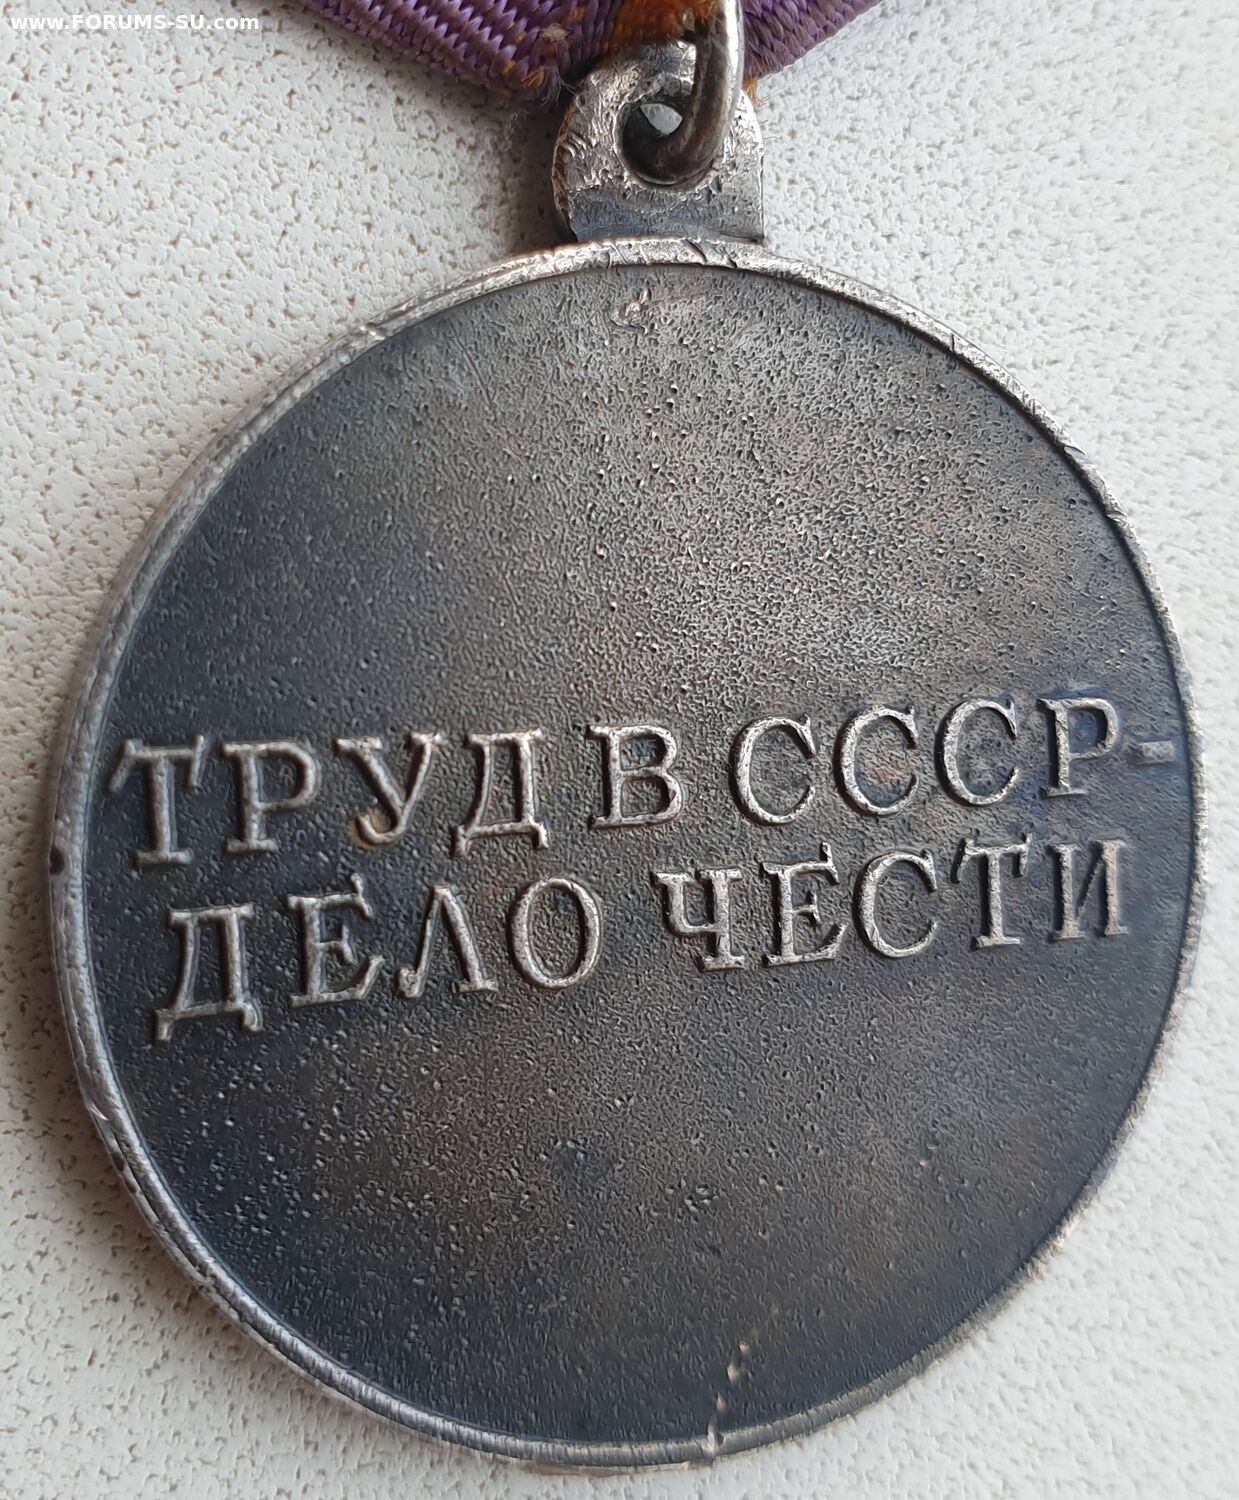 www.FORUMS-SU.com
ТРУД В СССР-
ДЕЛО ЧЕСТИ